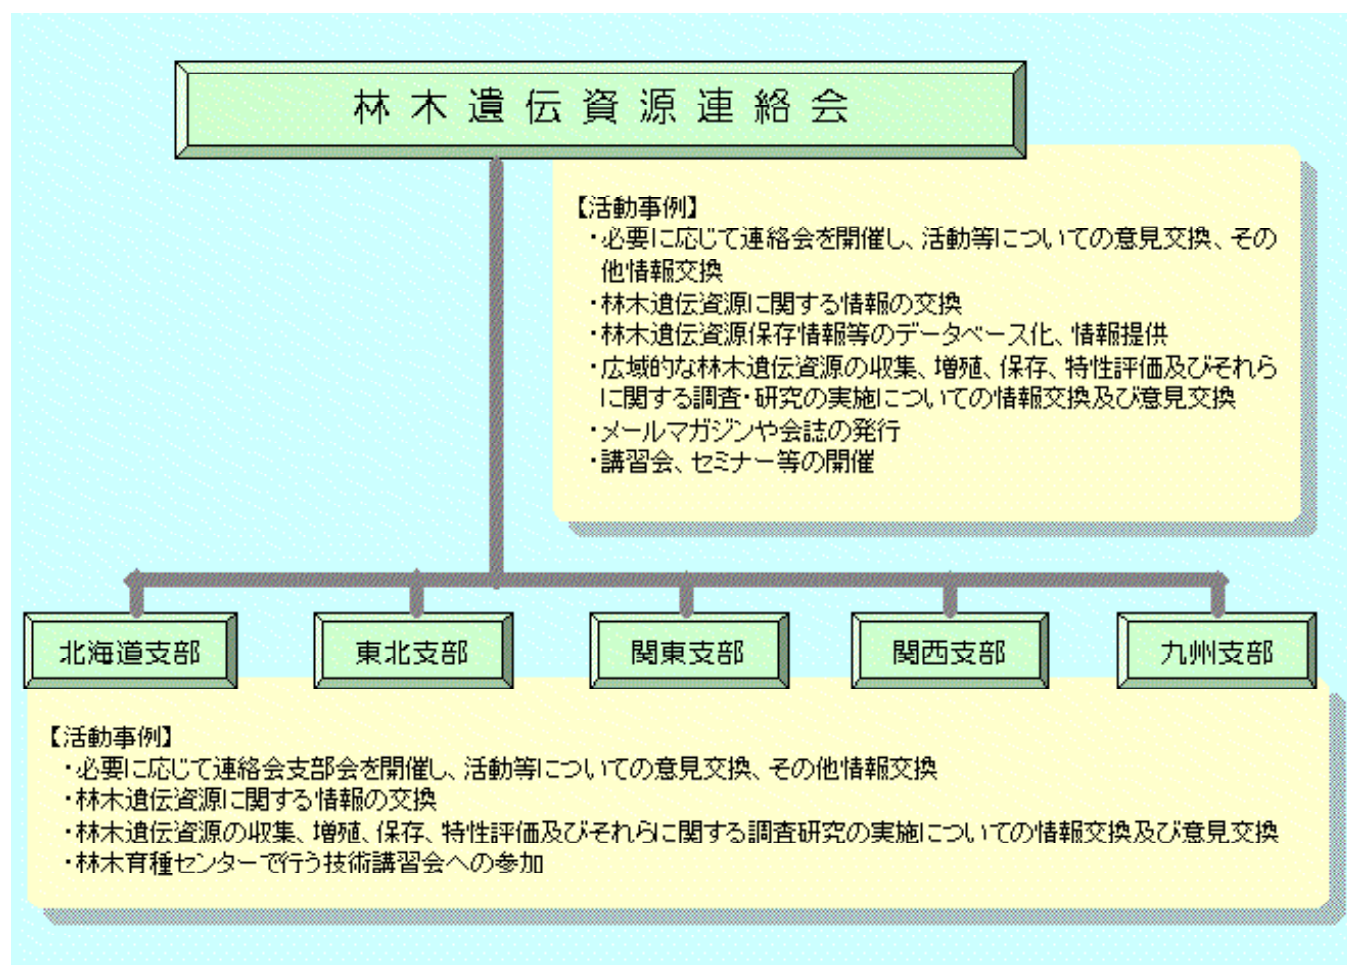 林木遺伝資源連絡会
【活動事例】
・必要に応じて連絡会を開催し、活動等についての意見交換、その
他情報交換
・林木遺伝資源に関する情報の交換
・林木遺伝資源保存情報等のデータベース化、情報提供
・広域的な林木遺伝資源の収集、増殖、保存、特性評価及びそれら
に関する調査・研究の実施についての情報交換及び意見交換
・メールマガジンや会誌の発行
・講習会、セミナー等の開催
北海道支部
東北支部
関東支部
関西支部
九州支部
【活動事例】
・必要に応じて連絡会支部会を開催し、活動等についての意見交換、その他情報交換
・林木遺伝資源に関する情報の交換
・林木遺伝資源の収集、増殖、保存、特性評価及びそれらに関する調査研究の実施についての情報交換及び意見交換
・林木育種センターで行う技術講習会への参加